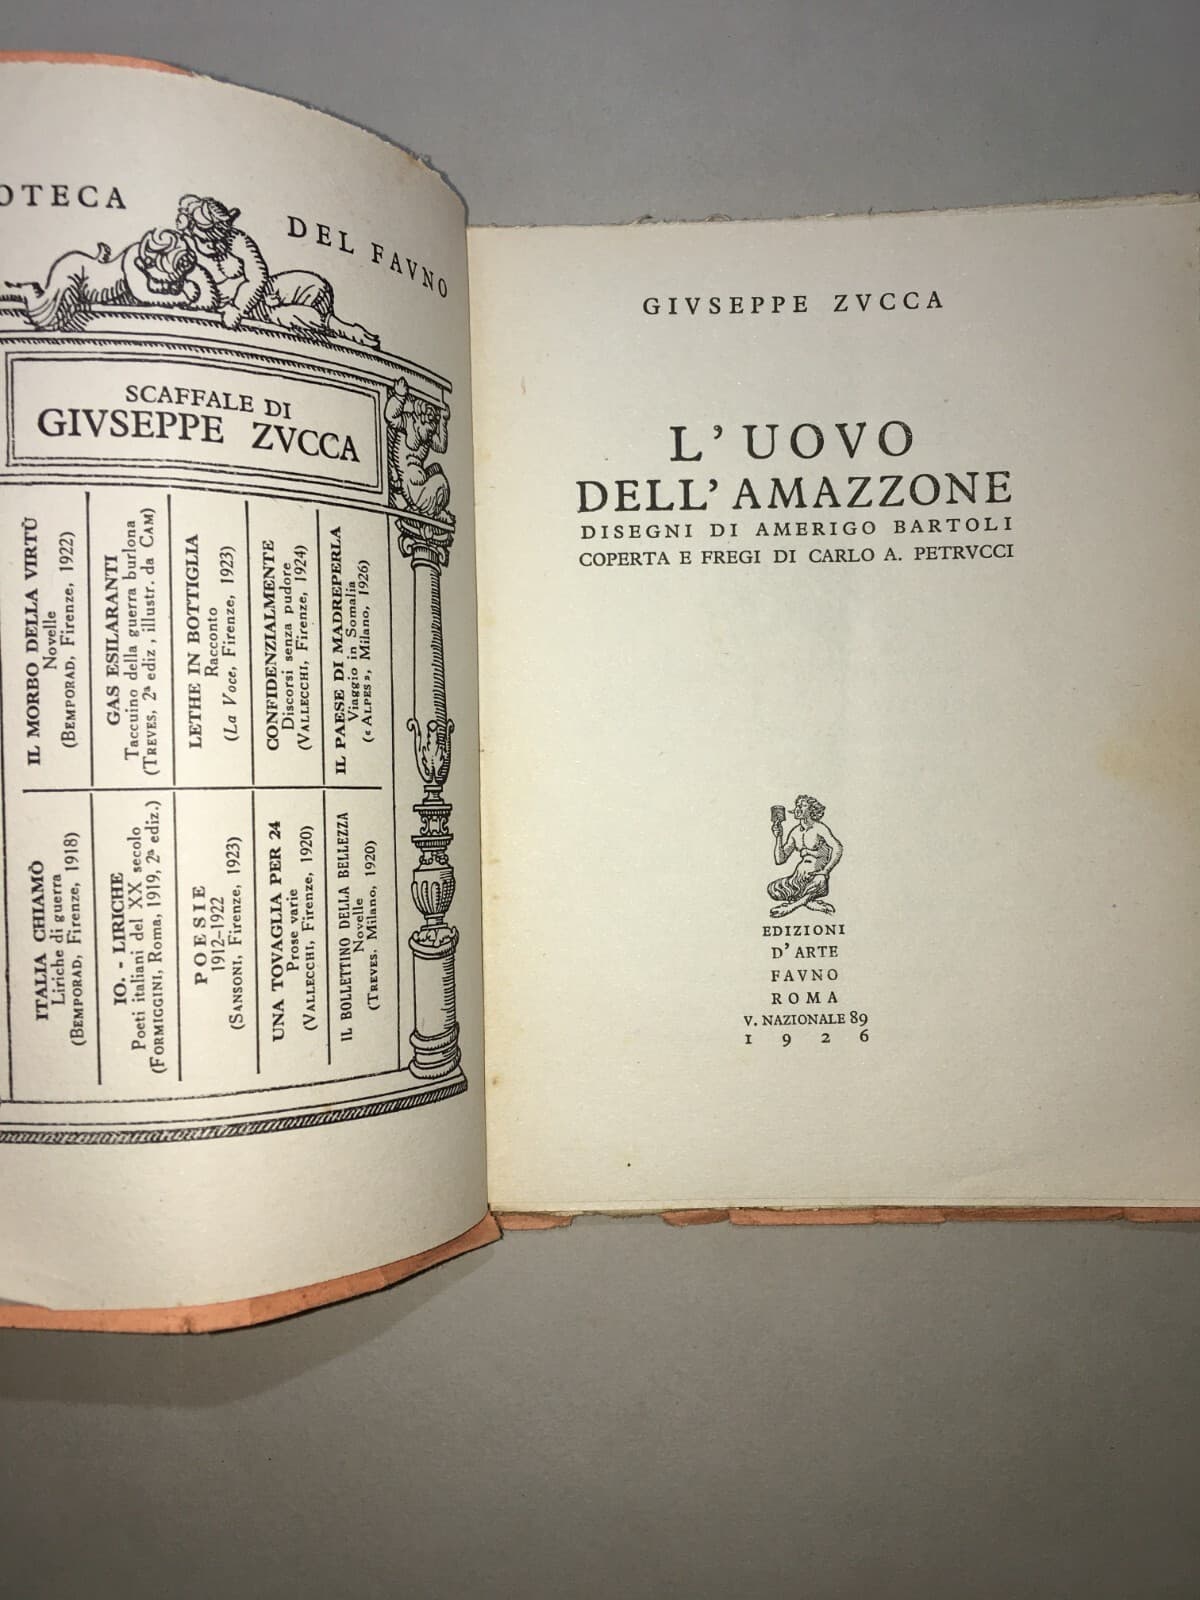 OTECA DEL FAVNO
SCAFFALE DI
GIVSEPPE ZVCCA
IL MORBO DELLA VIRTÙ
Novelle
(BEMPORAD, Firenze, 1922)
GAS ESILARANTI
Taccuino della guerra burlona
(TREVES, 2ª ediz , illustr. da CAM)
LETHE IN BOTTIGLIA
Racconto
(La Voce, Firenze, 1923)
CONFIDENZIALMENTE
Discorsi senza pudore
(VALLECCHI, Firenze, 1924)
IL PAESE DI MADREPERLA
Viaggio in Somalia
(« ALPES », Milano, 1926)
ITALIA CHIAMÒ
Liriche di guerra
(BEMPORAD, Firenze, 1918)
IO. - LIRICHE
Poeti italiani del XX secolo
(FORMIGGINI, Roma, 1919, 2ª ediz.)
POESIE
1912-1922
(SANSONI, Firenze, 1923)
UNA TOVAGLIA PER 24
Prose varie
(VALLECCHI, Firenze, 1920)
IL BOLLETTINO DELLA BELLEZZA
Novelle
(TREVES. Milano, 1920)
GIVSEPPE ZVCCA
L'UOVO
DELL'AMAZZONE
DISEGNI DI AMERIGO BARTOLI
COPERTA E FREGI DI CARLO A. PETRVCCI
EDIZIONI
D'ARTE
FAVNO
ROMA
V. NAZIONALE 89
1926